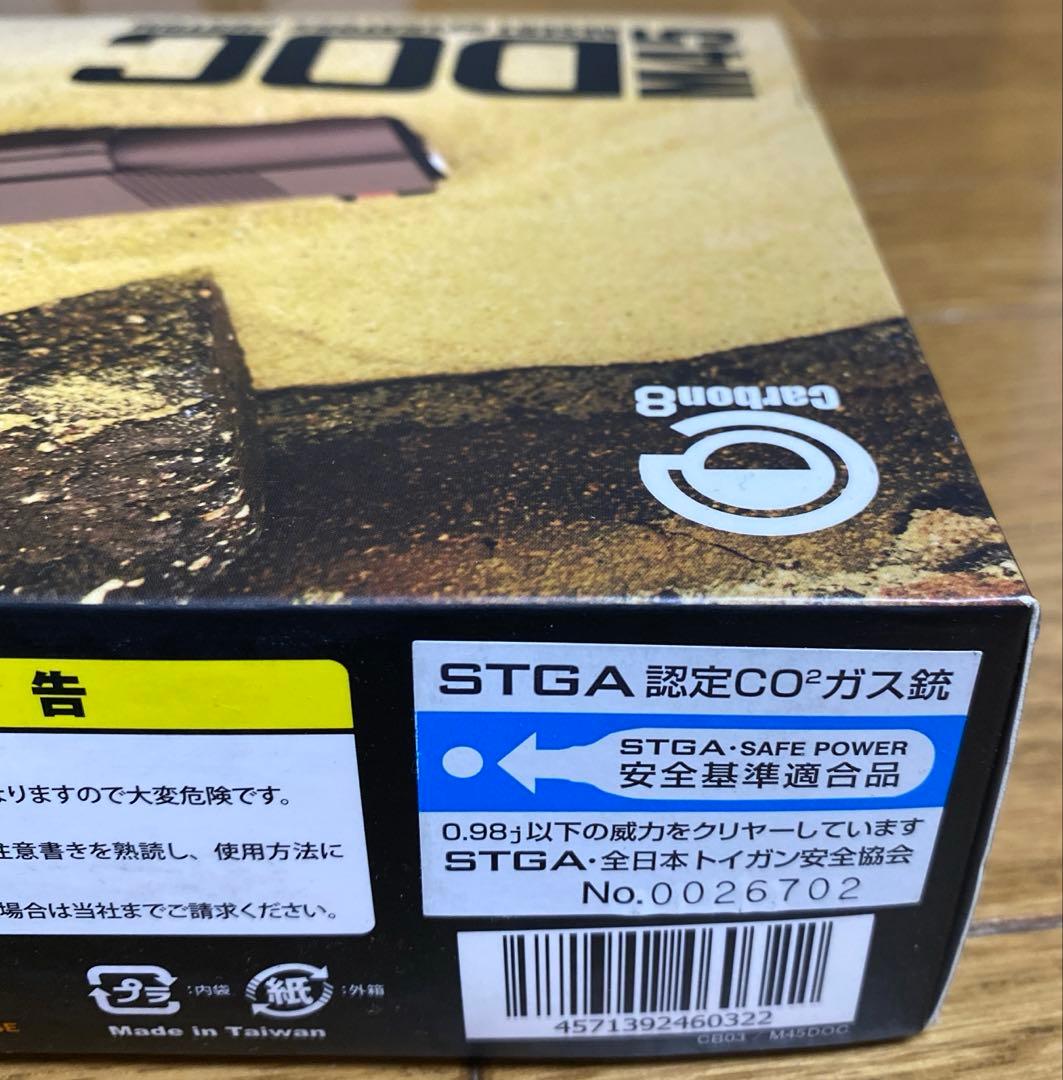 M45
DOC
Carbon8
告
なりますので大変危険です。
注意書きを熟読し、使用方法に
場合は当社までご請求ください。
プラ
:内袋
紙
:外箱
Made in Taiwan
STGA 認定CO²ガス銃
STGA・SAFE POWER
安全基準適合品
0.98j以下の威力をクリヤーしています
STGA・全日本トイガン安全協会
No.0026702
4571392460322
CB03 / M45DOC